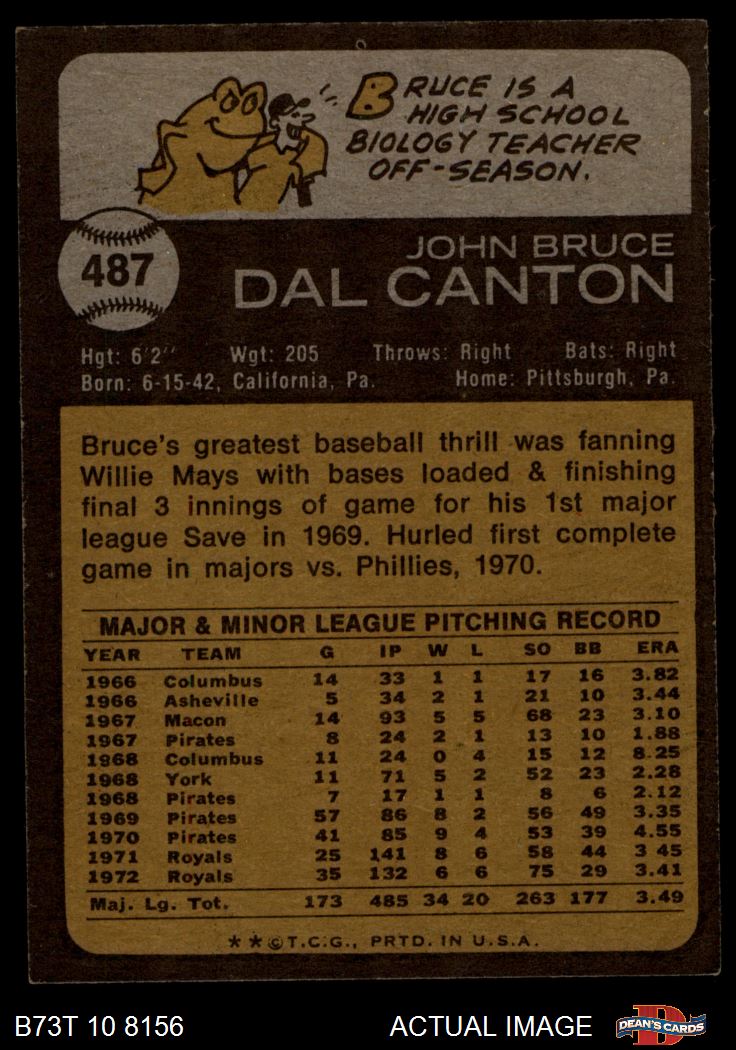 BRUCE IS A
HIGH SCHOOL
BIOLOGY TEACHER
OFF-SEASON.
487
JOHN BRUCE
DAL CANTON
Hgt: 6'2'' Wgt: 205 Throws: Right Bats: Right
Born: 6-15-42, California, Pa. Home: Pittsburgh, Pa.
Bruce's greatest baseball thrill was fanning
Willie Mays with bases loaded & finishing
final 3 innings of game for his 1st major
league Save in 1969. Hurled first complete
game in majors vs. Phillies, 1970.
MAJOR & MINOR LEAGUE PITCHING RECORD
YEAR TEAM G IP W L SO BB ERA
1966 Columbus 14 33 1 1 17 16 3.82
1966 Asheville 5 34 2 1 21 10 3.44
1967 Macon 14 93 5 5 68 23 3.10
1967 Pirates 8 24 2 1 13 10 1.88
1968 Columbus 11 24 0 4 15 12 8.25
1968 York 11 71 5 2 52 23 2.28
1968 Pirates 7 17 1 1 8 6 2.12
1969 Pirates 57 86 8 2 56 49 3.35
1970 Pirates 41 85 9 4 53 39 4.55
1971 Royals 25 141 8 6 58 44 3 45
1972 Royals 35 132 6 6 75 29 3.41
Maj. Lg. Tot. 173 485 34 20 263 177 3.49
★★©T.C.G., PRTD. IN U.S.A.
B73T 10 8156 ACTUAL IMAGE
D
DEAN'S CARDS